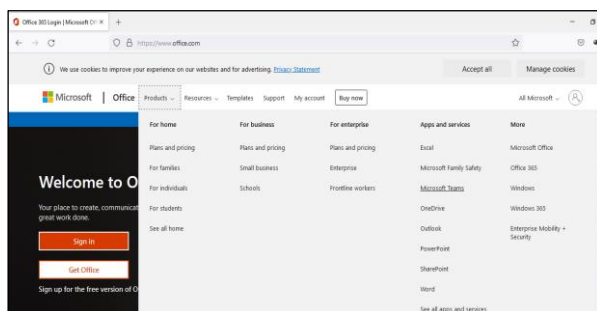 Office 365 Login | Microsoft Of
https://www.office.com
We use cookies to improve your experience on our websites and for advertising. Privacy Statement
Accept all
Manage cookies
Microsoft | Office
Products
Resources
Templates
Support
My account
Buy now
All Microsoft
For home
Plans and pricing
For families
For individuals
For students
See all home
For business
Plans and pricing
Small business
Schools
For enterprise
Plans and pricing
Enterprise
Frontline workers
Apps and services
Excel
Microsoft Family Safety
Microsoft Teams
OneDrive
Outlook
PowerPoint
SharePoint
Word
See all apps and services
More
Microsoft Office
Office 365
Windows
Windows 365
Enterprise Mobility +
Security
Welcome to O
Your place to create, communicat
great work done.
Sign in
Get Office
Sign up for the free version of O